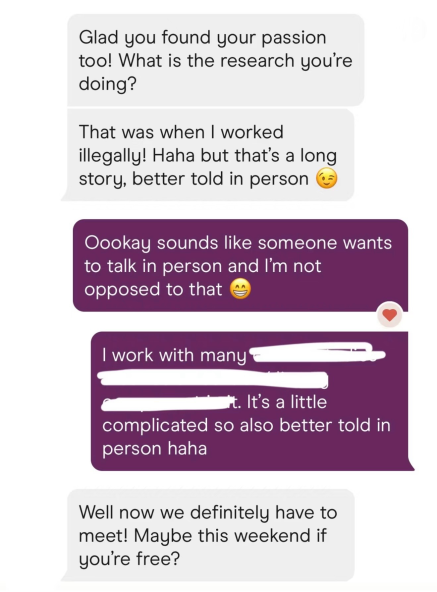 Glad you found your passion
too! What is the research you're
doing?
That was when I worked
illegally! Haha but that's a long
story, better told in person 😉
Oookay sounds like someone wants
to talk in person and I'm not
opposed to that 😁
I work with many
It's a little
complicated so also better told in
person haha
Well now we definitely have to
meet! Maybe this weekend if
you're free?